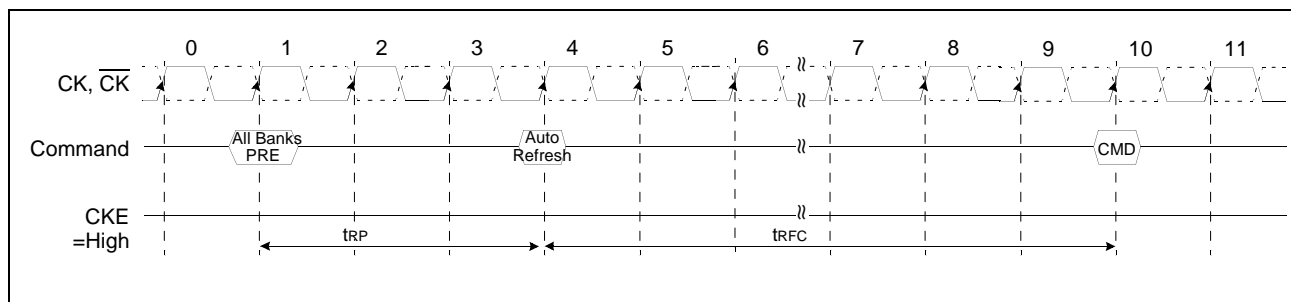 0 1 2 3 4 5 6 7 8 9 10 11
CK, C̅K̅
Command
All Banks
PRE
Auto
Refresh
CMD
CKE
=High
tRP
tRFC